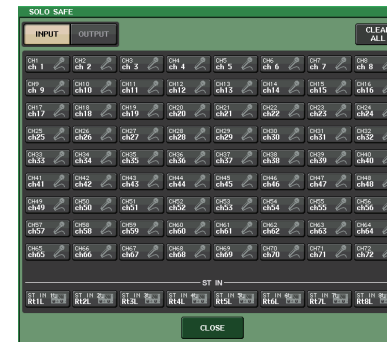 SOLO SAFE
INPUT OUTPUT
CLEAR
ALL
CH1 CH2 CH3 CH4 CH5 CH6 CH7 CH8
ch 1 ch 2 ch 3 ch 4 ch 5 ch 6 ch 7 ch 8
CH9 CH10 CH11 CH12 CH13 CH14 CH15 CH16
ch 9 ch10 ch11 ch12 ch13 ch14 ch15 ch16
CH17 CH18 CH19 CH20 CH21 CH22 CH23 CH24
ch17 ch18 ch19 ch20 ch21 ch22 ch23 ch24
CH25 CH26 CH27 CH28 CH29 CH30 CH31 CH32
ch25 ch26 ch27 ch28 ch29 ch30 ch31 ch32
CH33 CH34 CH35 CH36 CH37 CH38 CH39 CH40
ch33 ch34 ch35 ch36 ch37 ch38 ch39 ch40
CH41 CH42 CH43 CH44 CH45 CH46 CH47 CH48
ch41 ch42 ch43 ch44 ch45 ch46 ch47 ch48
CH49 CH50 CH51 CH52 CH53 CH54 CH55 CH56
ch49 ch50 ch51 ch52 ch53 ch54 ch55 ch56
CH57 CH58 CH59 CH60 CH61 CH62 CH63 CH64
ch57 ch58 ch59 ch60 ch61 ch62 ch63 ch64
CH65 CH66 CH67 CH68 CH69 CH70 CH71 CH72
ch65 ch66 ch67 ch68 ch69 ch70 ch71 ch72
ST IN
ST IN ST IN ST IN ST IN ST IN ST IN ST IN ST IN
Rt1L Rt2L Rt3L Rt4L Rt5L Rt6L Rt7L Rt8L
CLOSE